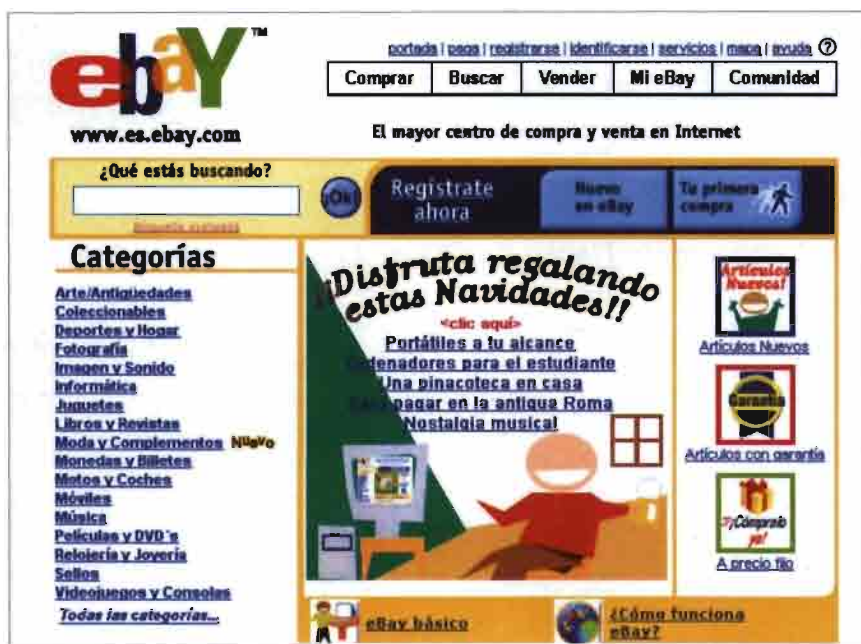 ebaY™
portada | paga | registrarse | identificarse | servicios | mapa | ayuda ?
Comprar Buscar Vender Mi eBay Comunidad
www.es.ebay.com
El mayor centro de compra y venta en Internet
¿Qué estás buscando?
¡Ok!
Regístrate
ahora
Nuevo
en eBay
Tu primera
compra
Categorías
Arte/Antigüedades
Coleccionables
Deportes y Hogar
Fotografía
Imagen y Sonido
Informática
Juguetes
Libros y Revistas
Moda y Complementos Nuevo
Monedas y Billetes
Motos y Coches
Móviles
Música
Películas y DVD´s
Relojería y Joyería
Sellos
Videojuegos y Consolas
Todas las categorías...
¡¡Disfruta regalando
estas Navidades!!
<clic aquí>
Portátiles a tu alcance
Ordenadores para el estudiante
Una pinacoteca en casa
pagar en la antigua Roma
Nostalgia musical
Artículos
Nuevos!
Artículos Nuevos
Garantía
Artículos con garantía
¡Cómpralo
ya!
A precio fijo
eBay básico
¿Cómo funciona
eBay?